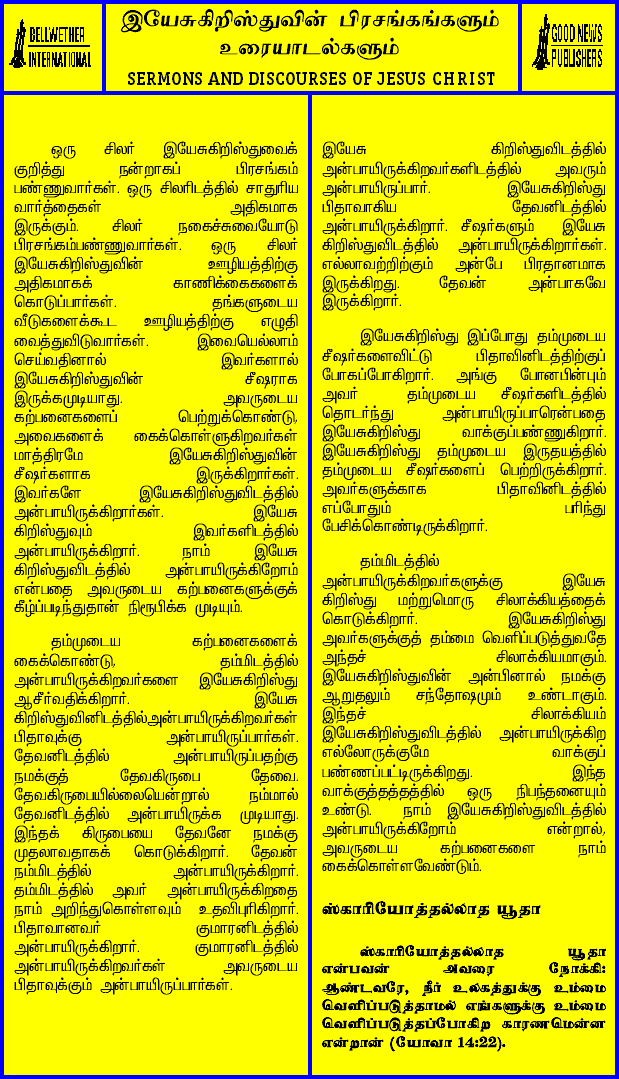 BELLWETHER
INTERNATIONAL
இயேசுகிறிஸ்துவின் பிரசங்கங்களும்
உரையாடல்களும்
SERMONS AND DISCOURSES OF JESUS CHRIST
GOOD NEWS
PUBLISHERS
ஒரு சிலர் இயேசுகிறிஸ்துவைக்
குறித்து நன்றாகப் பிரசங்கம்
பண்ணுவார்கள். ஒரு சிலரிடத்தில் சாதுரிய
வார்த்தைகள் அதிகமாக
இருக்கும். சிலர் நகைச்சுவையோடு
பிரசங்கம்பண்ணுவார்கள். ஒரு சிலர்
இயேசுகிறிஸ்துவின் ஊழியத்திற்கு
அதிகமாகக் காணிக்கைகளைக்
கொடுப்பார்கள். தங்களுடைய
வீடுகளைக்கூட ஊழியத்திற்கு எழுதி
வைத்துவிடுவார்கள். இவையெல்லாம்
செய்வதினால் இவர்களால்
இயேசுகிறிஸ்துவின் சீஷராக
இருக்கமுடியாது. அவருடைய
கற்பனைகளைப் பெற்றுக்கொண்டு,
அவைகளைக் கைக்கொள்ளுகிறவர்கள்
மாத்திரமே இயேசுகிறிஸ்துவின்
சீஷர்களாக இருக்கிறார்கள்.
இவர்களே இயேசுகிறிஸ்துவிடத்தில்
அன்பாயிருக்கிறார்கள். இயேசு
கிறிஸ்துவும் இவர்களிடத்தில்
அன்பாயிருக்கிறார். நாம் இயேசு
கிறிஸ்துவிடத்தில் அன்பாயிருக்கிறோம்
என்பதை அவருடைய கற்பனைகளுக்குக்
கீழ்ப்படிந்துதான் நிரூபிக்க முடியும்.
தம்முடைய கற்பனைகளைக்
கைக்கொண்டு, தம்மிடத்தில்
அன்பாயிருக்கிறவர்களை இயேசுகிறிஸ்து
ஆசீர்வதிக்கிறார். இயேசு
கிறிஸ்துவினிடத்தில்அன்பாயிருக்கிறவர்கள்
பிதாவுக்கு அன்பாயிருப்பார்கள்.
தேவனிடத்தில் அன்பாயிருப்பதற்கு
நமக்குத் தேவகிருபை தேவை.
தேவகிருபையில்லையென்றால் நம்மால்
தேவனிடத்தில் அன்பாயிருக்க முடியாது.
இந்தக் கிருபையை தேவனே நமக்கு
முதலாவதாகக் கொடுக்கிறார். தேவன்
நம்மிடத்தில் அன்பாயிருக்கிறார்.
தம்மிடத்தில் அவர் அன்பாயிருக்கிறதை
நாம் அறிந்துகொள்ளவும் உதவிபுரிகிறார்.
பிதாவானவர் குமாரனிடத்தில்
அன்பாயிருக்கிறார். குமாரனிடத்தில்
அன்பாயிருக்கிறவர்கள் அவருடைய
பிதாவுக்கும் அன்பாயிருப்பார்கள்.
இயேசு கிறிஸ்துவிடத்தில்
அன்பாயிருக்கிறவர்களிடத்தில் அவரும்
அன்பாயிருப்பார். இயேசுகிறிஸ்து
பிதாவாகிய தேவனிடத்தில்
அன்பாயிருக்கிறார். சீஷர்களும் இயேசு
கிறிஸ்துவிடத்தில் அன்பாயிருக்கிறார்கள்.
எல்லாவற்றிற்கும் அன்பே பிரதானமாக
இருக்கிறது. தேவன் அன்பாகவே
இருக்கிறார்.
இயேசுகிறிஸ்து இப்போது தம்முடைய
சீஷர்களைவிட்டு பிதாவினிடத்திற்குப்
போகப்போகிறார். அங்கு போனபின்பும்
அவர் தம்முடைய சீஷர்களிடத்தில்
தொடர்ந்து அன்பாயிருப்பாரென்பதை
இயேசுகிறிஸ்து வாக்குப்பண்ணுகிறார்.
இயேசுகிறிஸ்து தம்முடைய இருதயத்தில்
தம்முடைய சீஷர்களைப் பெற்றிருக்கிறார்.
அவர்களுக்காக பிதாவினிடத்தில்
எப்போதும் பரிந்து
பேசிக்கொண்டிருக்கிறார்.
தம்மிடத்தில்
அன்பாயிருக்கிறவர்களுக்கு இயேசு
கிறிஸ்து மற்றுமொரு சிலாக்கியத்தைக்
கொடுக்கிறார். இயேசுகிறிஸ்து
அவர்களுக்குத் தம்மை வெளிப்படுத்துவதே
அந்தச் சிலாக்கியமாகும்.
இயேசுகிறிஸ்துவின் அன்பினால் நமக்கு
ஆறுதலும் சந்தோஷமும் உண்டாகும்.
இந்தச் சிலாக்கியம்
இயேசுகிறிஸ்துவிடத்தில் அன்பாயிருக்கிற
எல்லோருக்குமே வாக்குப்
பண்ணப்பட்டிருக்கிறது. இந்த
வாக்குத்தத்தத்தில் ஒரு நிபந்தனையும்
உண்டு. நாம் இயேசுகிறிஸ்துவிடத்தில்
அன்பாயிருக்கிறோம் என்றால்,
அவருடைய கற்பனைகளை நாம்
கைக்கொள்ளவேண்டும்.
ஸ்காரியோத்தல்லாத யூதா
ஸ்காரியோத்தல்லாத யூதா
என்பவன் அவரை நோக்கி:
ஆண்டவரே, நீர் உலகத்துக்கு உம்மை
வெளிப்படுத்தாமல் எங்களுக்கு உம்மை
வெளிப்படுத்தப்போகிற காரணமென்ன
என்றான் (யோவா 14:22).